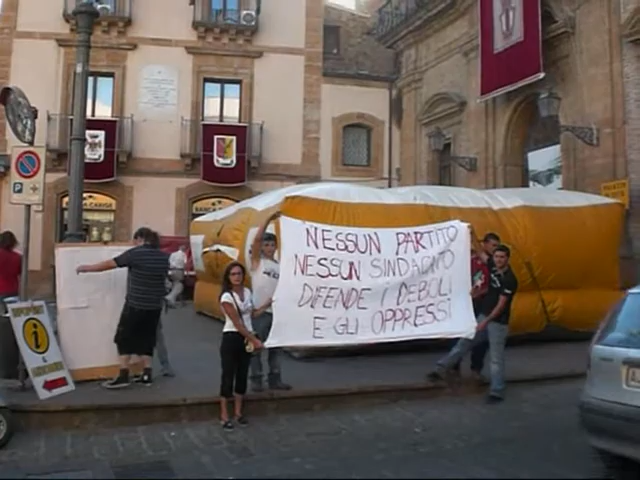 NESSUN PARTITO
NESSUN SINDACATO
DIFENDE I DEBOLI
E GLI OPPRESSI
i
P